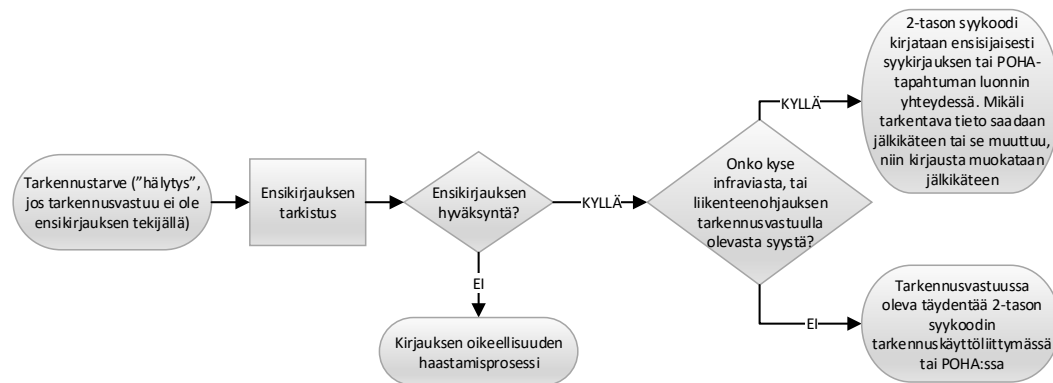 Tarkennustarve (”hälytys”,
jos tarkennusvastuu ei ole
ensikirjauksen tekijällä)
Ensikirjauksen
tarkistus
Ensikirjauksen
hyväksyntä?
KYLLÄ
EI
Kirjauksen oikeellisuuden
haastamisprosessi
Onko kyse
infraviasta, tai
liikenteenohjauksen
tarkennusvastuulla
olevasta syystä?
KYLLÄ
2-tason syykoodi
kirjataan ensisijaisesti
syykirjauksen tai POHA-
tapahtuman luonnin
yhteydessä. Mikäli
tarkentava tieto saadaan
jälkikäteen tai se muuttuu,
niin kirjausta muokataan
jälkikäteen
EI
Tarkennusvastuussa
oleva täydentää 2-tason
syykoodin
tarkennuskäyttöliittymässä
tai POHA:ssa